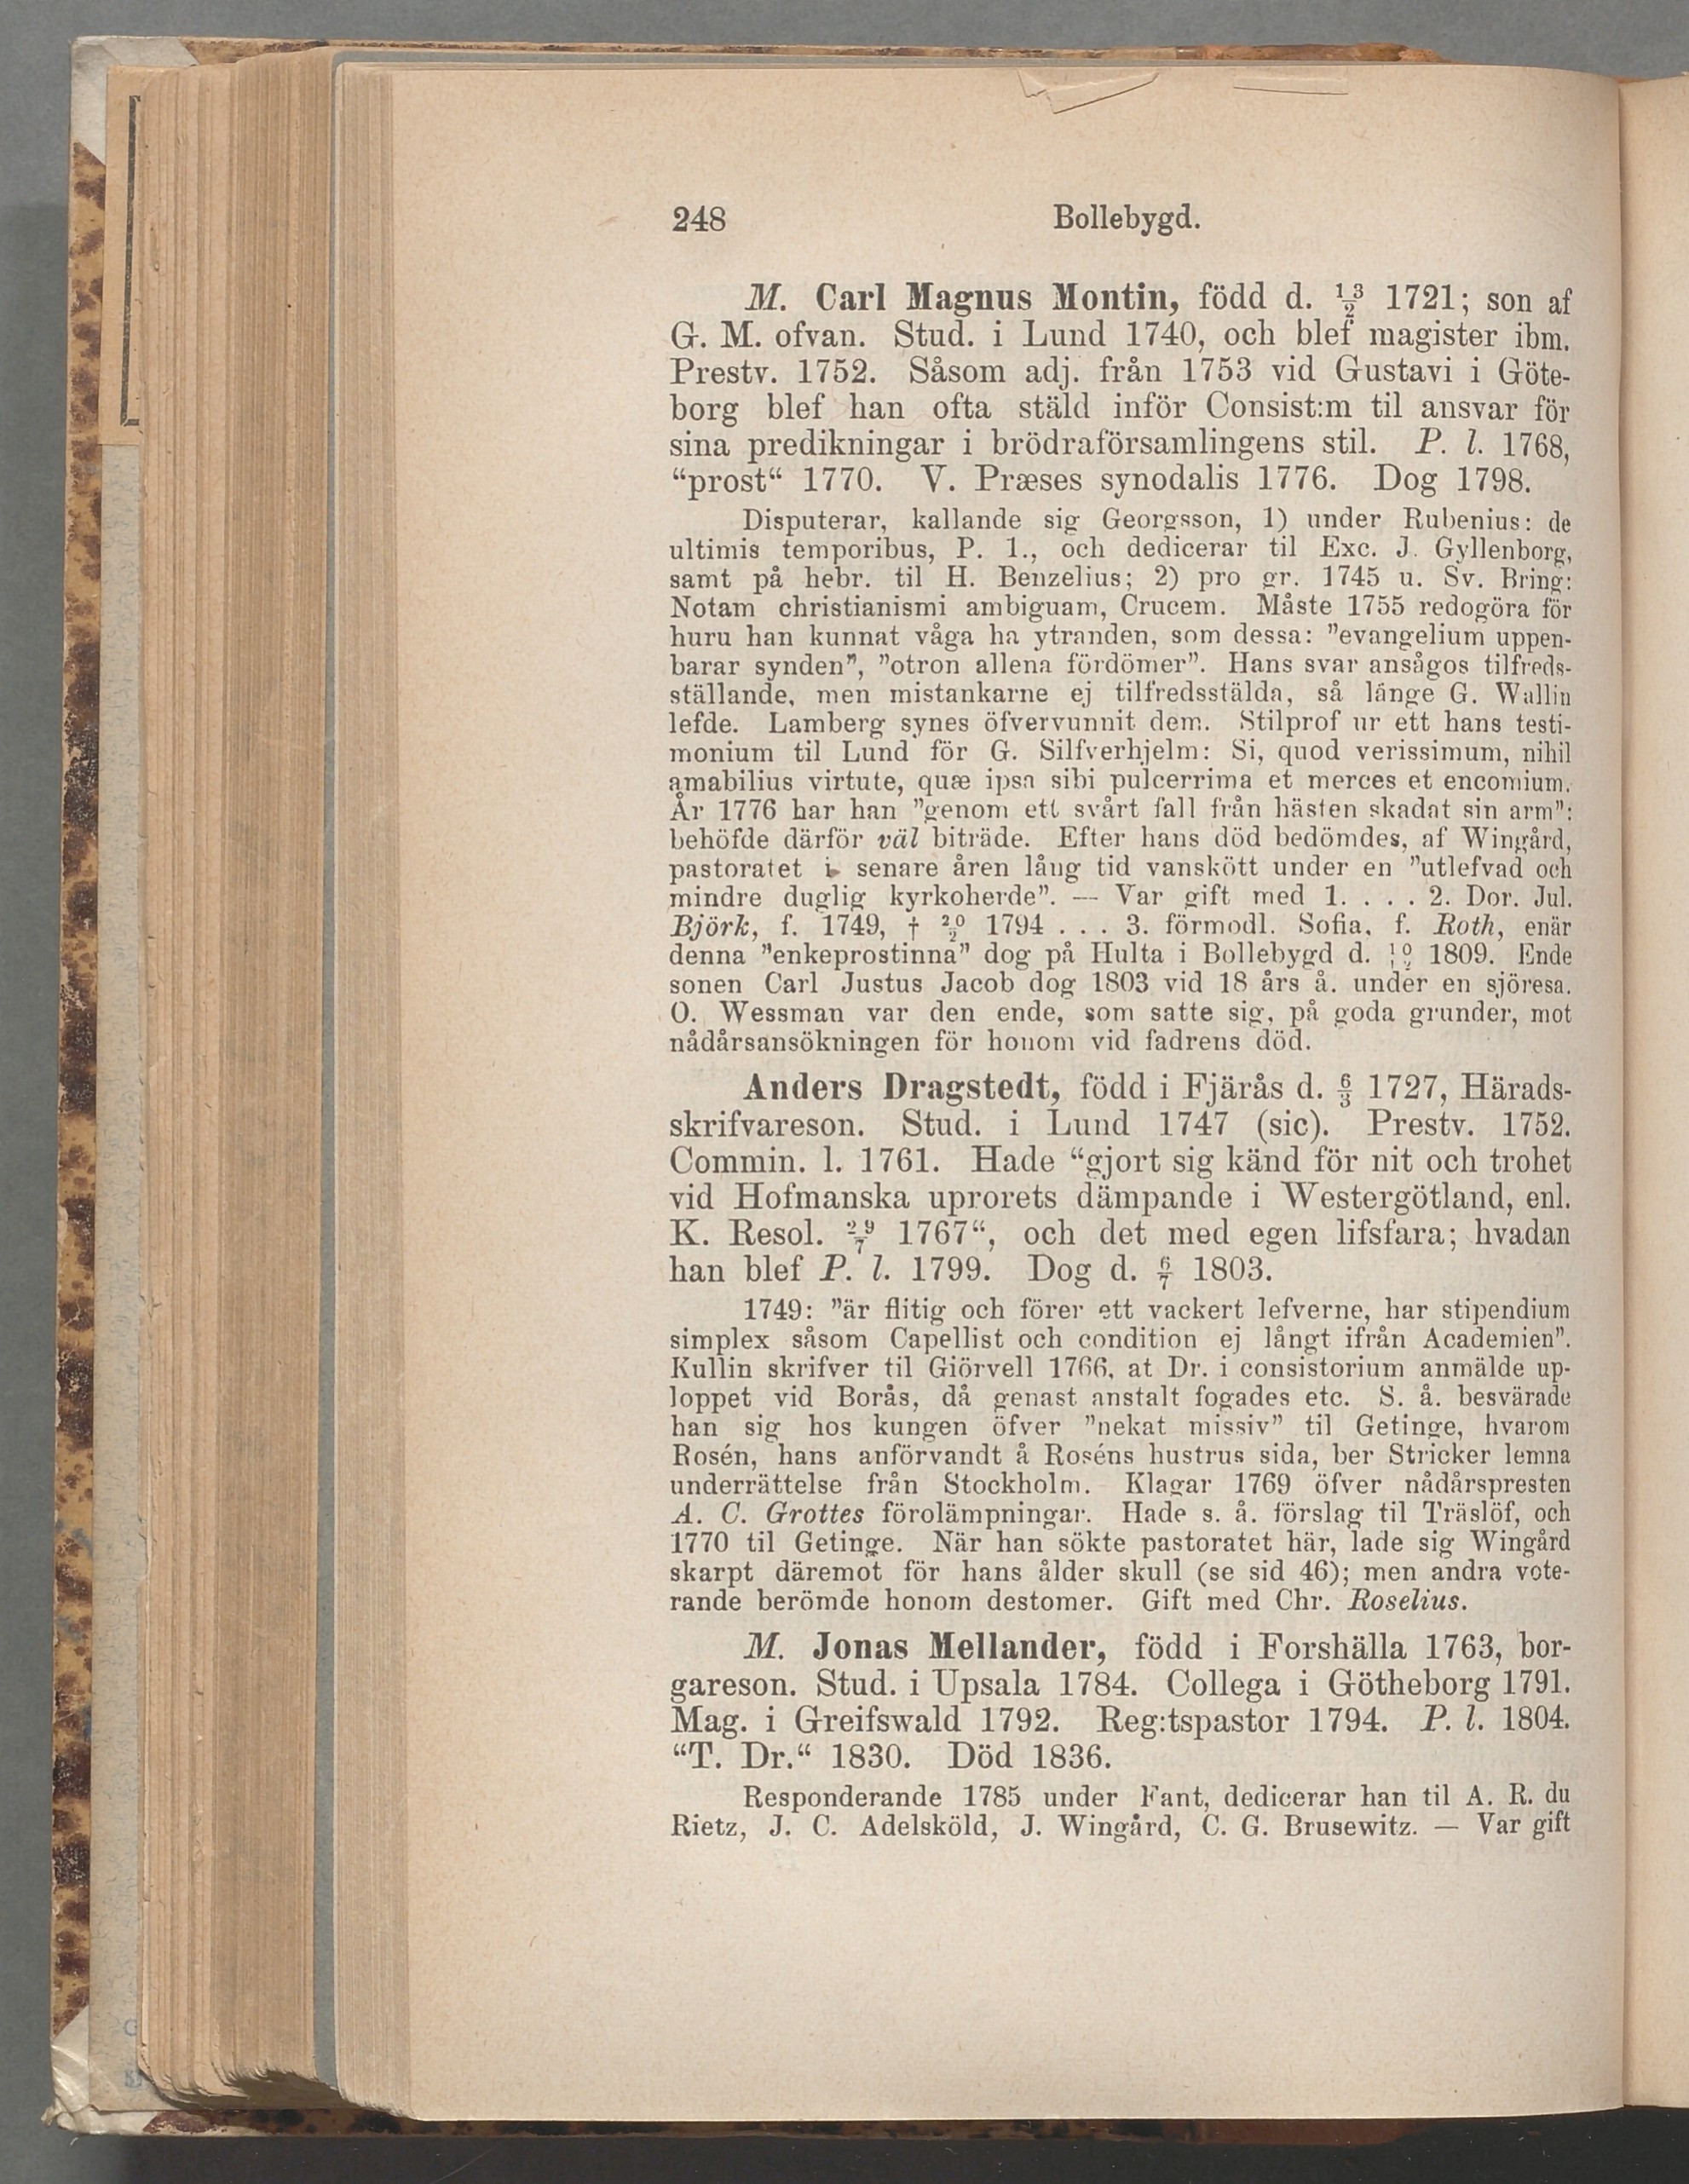 248 Bollebygd.
M. Carl Magnus Montin, född d. 13/2 1721; son af
G. M. ofvan. Stud. i Lund 1740, och blef magister ibm.
Prestv. 1752. Såsom adj. från 1753 vid Gustavi i Göte-
borg blef han ofta stäld inför Consist:m til ansvar för
sina predikningar i brödraförsamlingens stil. P. l. 1768,
“prost“ 1770. V. Præses synodalis 1776. Dog 1798.
Disputerar, kallande sig Georgsson, 1) under Rubenius: de
ultimis temporibus, P. 1., och dedicerar til Exc. J. Gyllenborg,
samt på hebr. til H. Benzelius; 2) pro gr. 1745 u. Sv. Bring:
Notam christianismi ambiguam, Crucem. Måste 1755 redogöra för
huru han kunnat våga ha ytranden, som dessa: ”evangelium uppen-
barar synden”, ”otron allena fördömer”. Hans svar ansågos tilfreds-
ställande, men mistankarne ej tilfredsstälda, så länge G. Wallin
lefde. Lamberg synes öfvervunnit dem. Stilprof ur ett hans testi-
monium til Lund för G. Silfverhjelm: Si, quod verissimum, nihil
amabilius virtute, quæ ipsa sibi pulcerrima et merces et encomium.
År 1776 har han ”genom ett svårt fall från hästen skadat sin arm”:
behöfde därför väl biträde. Efter hans död bedömdes, af Wingård,
pastoratet i senare åren lång tid vanskött under en ”utlefvad och
mindre duglig kyrkoherde”. — Var gift med 1. . . . 2. Dor. Jul.
Björk, f. 1749, † 20/2 1794 . . . 3. förmodl. Sofia, f. Roth, enär
denna ”enkeprostinna” dog på Hulta i Bollebygd d. 1809. Ende
sonen Carl Justus Jacob dog 1803 vid 18 års å. under en sjöresa.
O. Wessman var den ende, som satte sig, på goda grunder, mot
nådårsansökningen för honom vid fadrens död.
Anders Dragstedt, född i Fjärås d. 6/3 1727, Härads-
skrifvareson. Stud. i Lund 1747 (sic). Prestv. 1752.
Commin. l. 1761. Hade “gjort sig känd för nit och trohet
vid Hofmanska uprorets dämpande i Westergötland, enl.
K. Resol. 29/7 1767“, och det med egen lifsfara; hvadan
han blef P. l. 1799. Dog d. 6/7 1803.
1749: ”är flitig och förer ett vackert lefverne, har stipendium
simplex såsom Capellist och condition ej långt ifrån Academien”.
Kullin skrifver til Giörvell 1766, at Dr. i consistorium anmälde up-
loppet vid Borås, då genast anstalt fogades etc. S. å. besvärade
han sig hos kungen öfver ”nekat missiv” til Getinge, hvarom
Rosén, hans anförvandt å Roséns hustrus sida, ber Stricker lemna
underrättelse från Stockholm. Klagar 1769 öfver nådårspresten
A. C. Grottes förolämpningar. Hade s. å. förslag til Träslöf, och
1770 til Getinge. När han sökte pastoratet här, lade sig Wingård
skarpt däremot för hans ålder skull (se sid 46); men andra vote-
rande berömde honom destomer. Gift med Chr. Roselius.
M. Jonas Mellander, född i Forshälla 1763, bor-
gareson. Stud. i Upsala 1784. Collega i Götheborg 1791.
Mag. i Greifswald 1792. Reg:tspastor 1794. P. l. 1804.
“T. Dr.“ 1830. Död 1836.
Responderande 1785 under Fant, dedicerar han til A. R. du
Rietz, J. C. Adelsköld, J. Wingård, C. G. Brusewitz. — Var gift